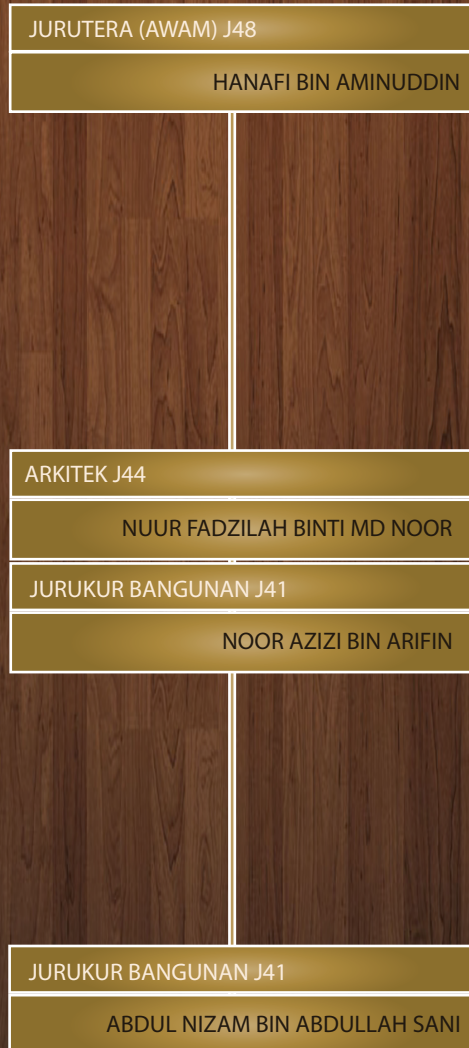 JURUTERA (AWAM) J48
HANAFI BIN AMINUDDIN
ARKITEK J44
NUUR FADZILAH BINTI MD NOOR
JURUKUR BANGUNAN J41
NOOR AZIZI BIN ARIFIN
JURUKUR BANGUNAN J41
ABDUL NIZAM BIN ABDULLAH SANI